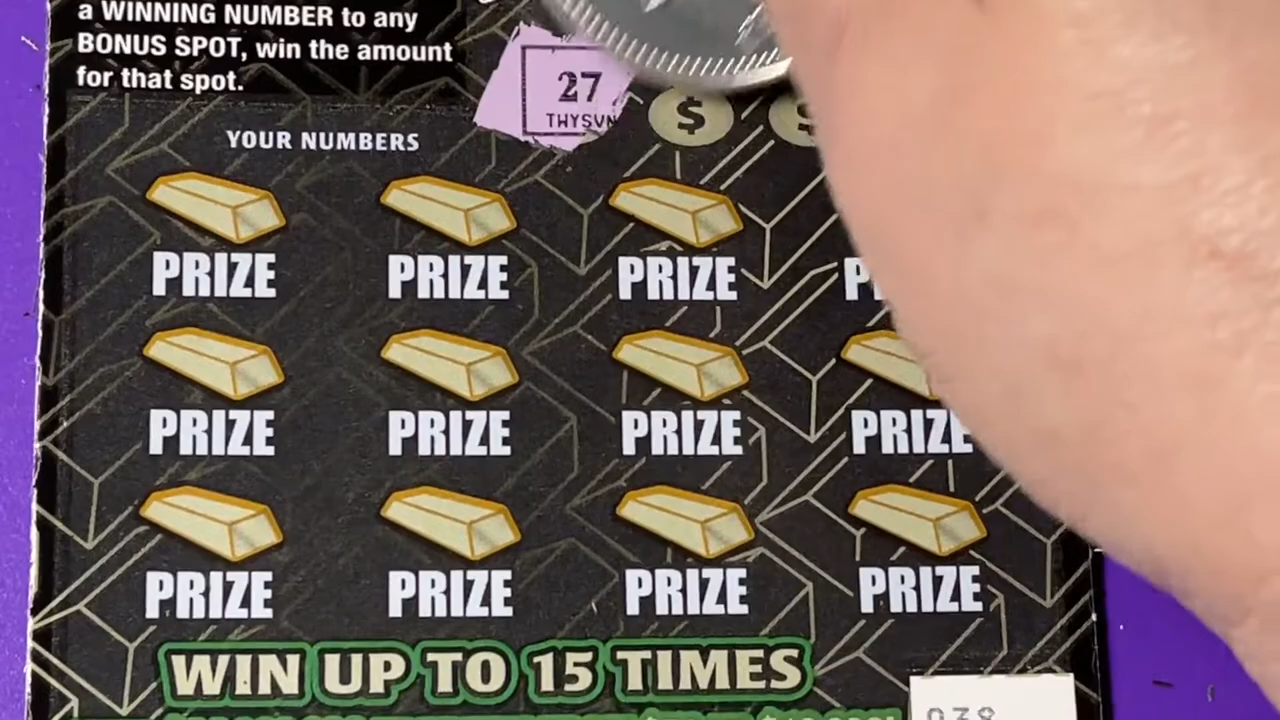 a WINNING NUMBER to any
BONUS SPOT, win the amount
for that spot.
27
THYSVN
$ $
YOUR NUMBERS
PRIZE PRIZE PRIZE
PRIZE PRIZE PRIZE PRIZE
PRIZE PRIZE PRIZE PRIZE
WIN UP TO 15 TIMES
038